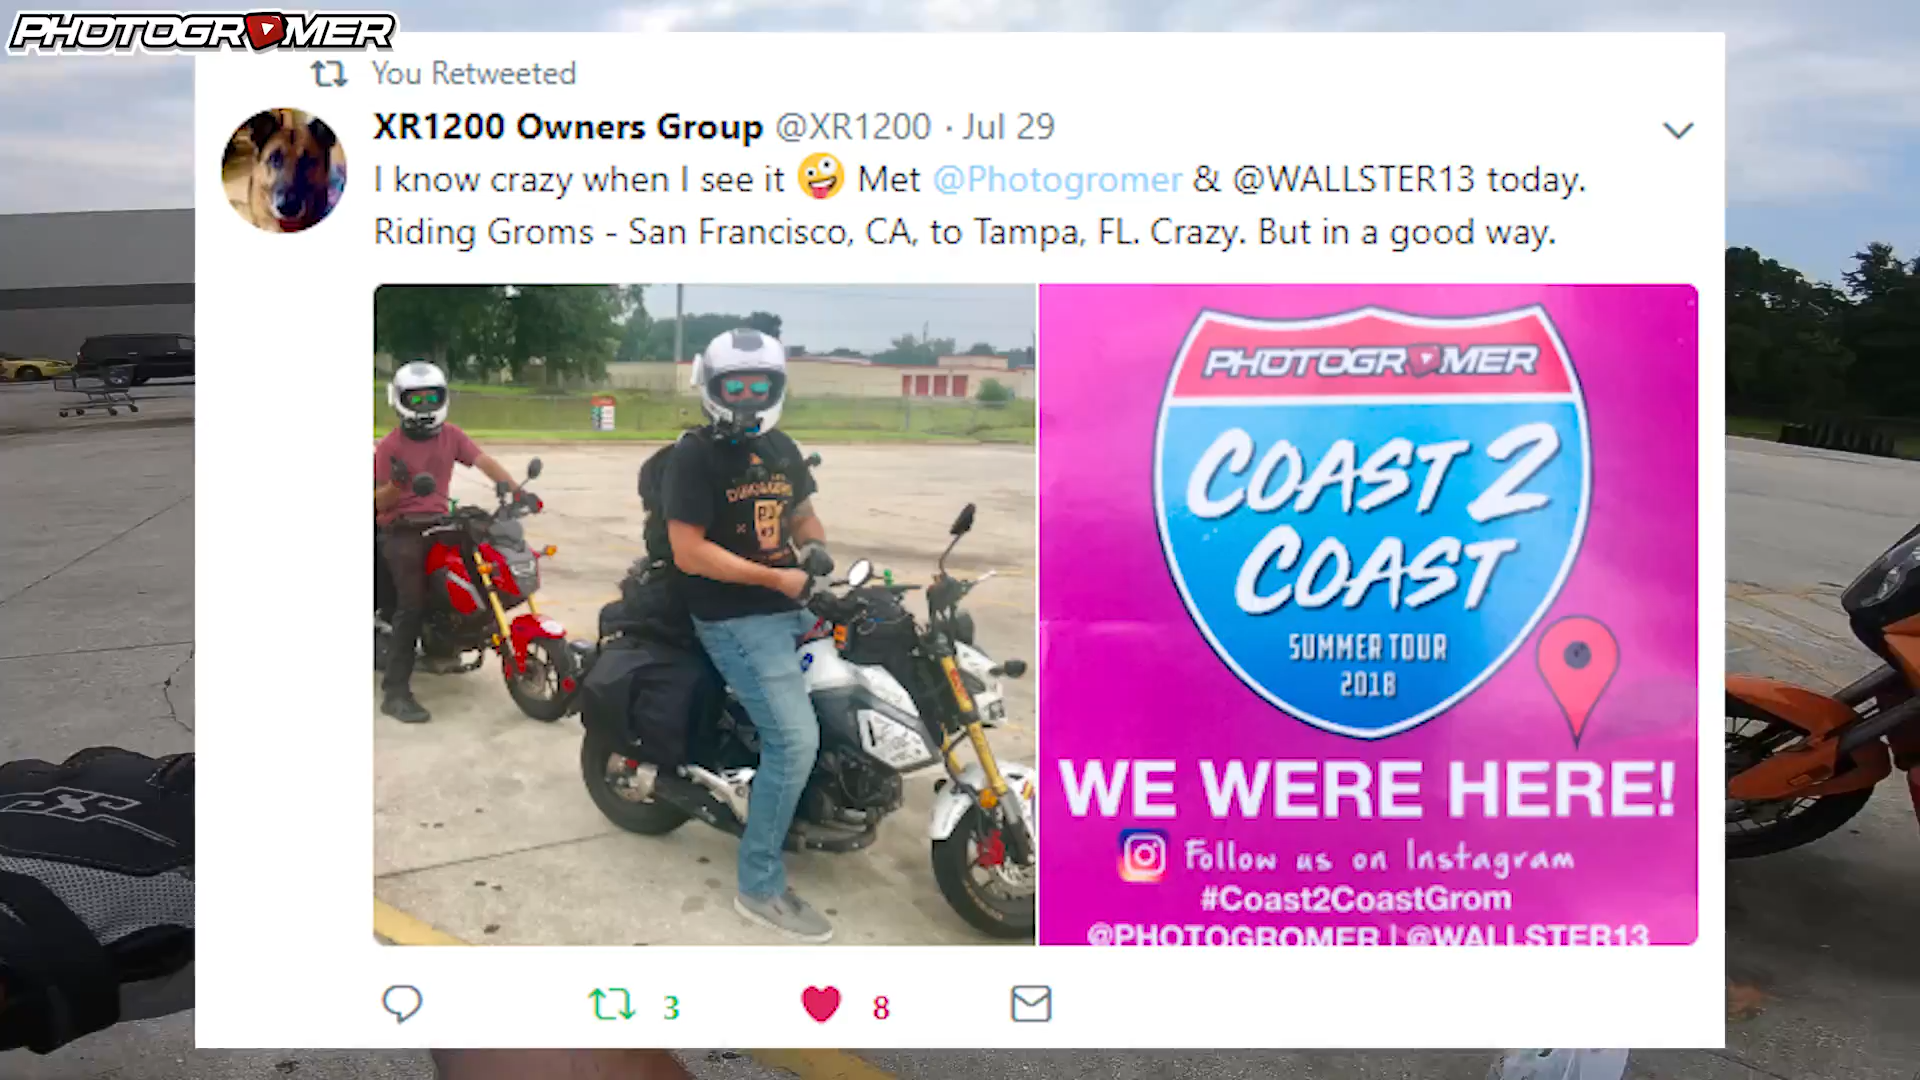 PHOTOGROMER
You Retweeted
XR1200 Owners Group @XR1200 · Jul 29
I know crazy when I see it 🤪 Met @Photogromer & @WALLSTER13 today.
Riding Groms - San Francisco, CA, to Tampa, FL. Crazy. But in a good way.
PHOTOGROMER
COAST 2
COAST
SUMMER TOUR
2018
WE WERE HERE!
Follow us on Instagram
#Coast2CoastGrom
@PHOTOGROMER | @WALLSTER13
3
8